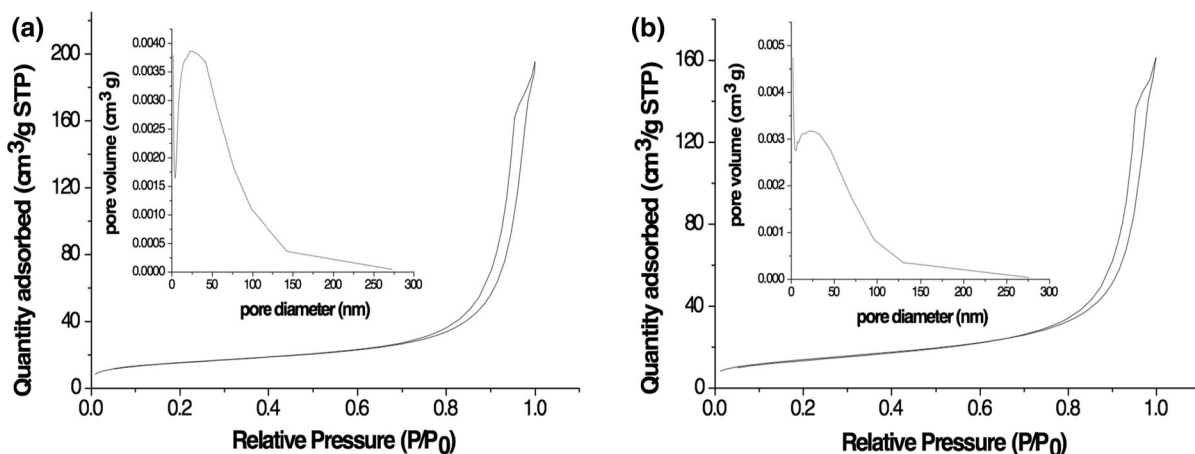 (a)
Quantity adsorbed (cm³/g STP)
200
160
120
80
40
0
0.0 0.2 0.4 0.6 0.8 1.0
Relative Pressure (P/P₀)
pore volume (cm³ g)
0.0040
0.0035
0.0030
0.0025
0.0020
0.0015
0.0010
0.0005
0.0000
0 50 100 150 200 250 300
pore diameter (nm)
(b)
Quantity adsorbed (cm³/g STP)
160
120
80
40
0
0.0 0.2 0.4 0.6 0.8 1.0
Relative Pressure (P/P₀)
pore volume (cm³ g)
0.005
0.004
0.003
0.002
0.001
0.000
0 50 100 150 200 250 300
pore diameter (nm)